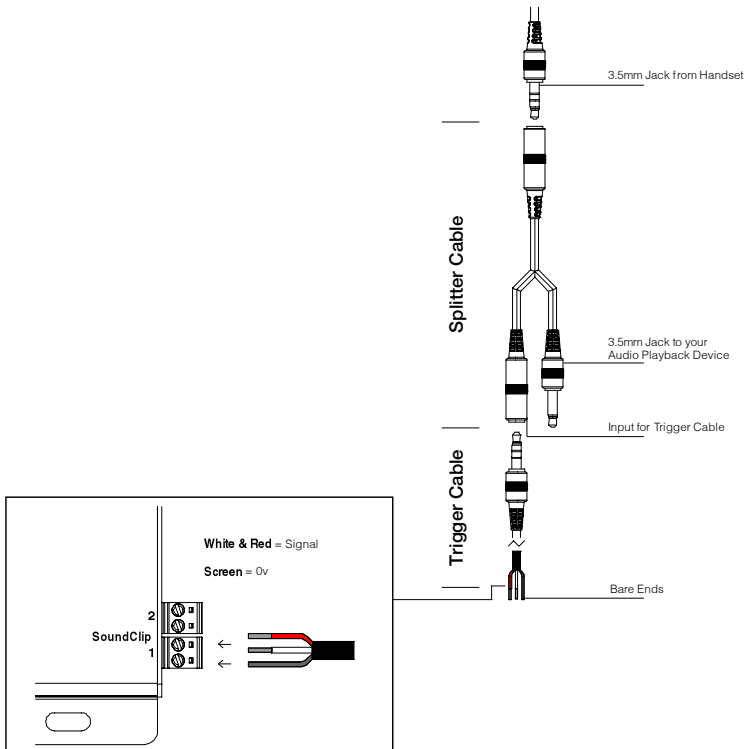 3.5mm Jack from Handset
Splitter Cable
3.5mm Jack to your
Audio Playback Device
Input for Trigger Cable
Trigger Cable
Bare Ends
White & Red = Signal
Screen = 0v
2
SoundClip
1